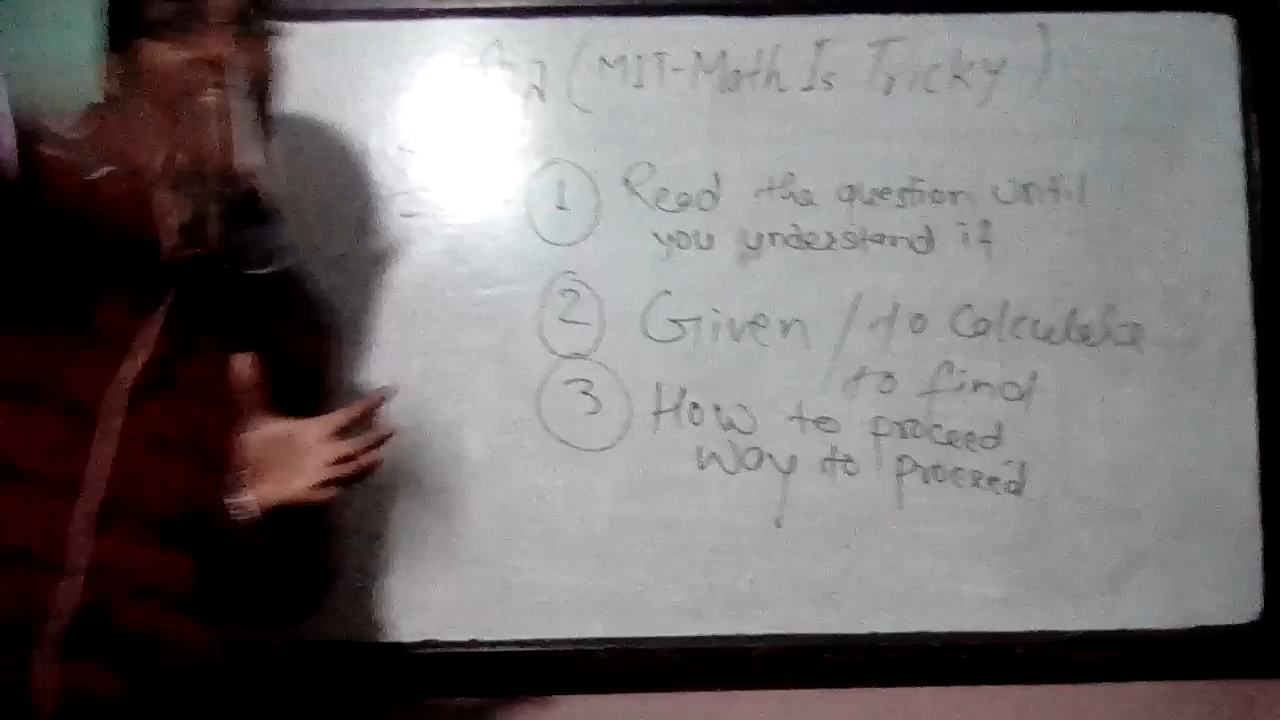 (MIT-Math Is Tricky)
1 Read the question until
you understand it
2 Given / to calculate
to find
3 How to proceed
way to proceed